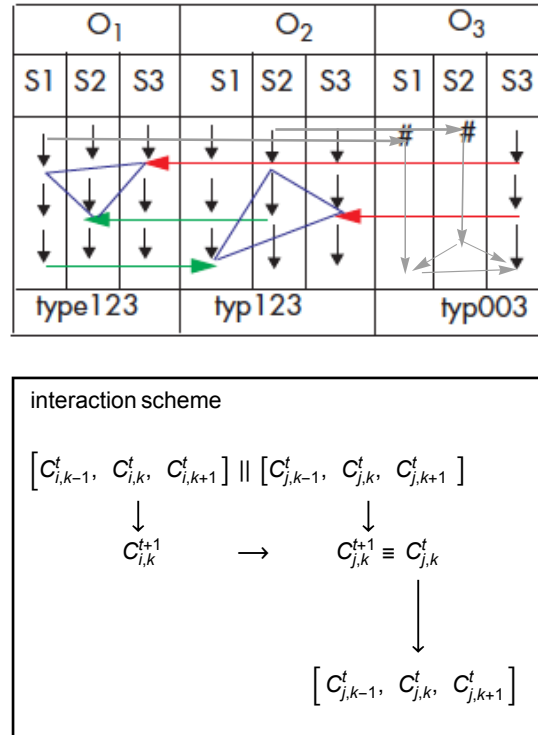 O₁ O₂ O₃
S1 S2 S3 S1 S2 S3 S1 S2 S3
# #
type123 typ123 typ003
interaction scheme
[C^t_{i,k−1}, C^t_{i,k}, C^t_{i,k+1}] || [C^t_{j,k−1}, C^t_{j,k}, C^t_{j,k+1}]
↓ ↓
C^{t+1}_{i,k} → C^{t+1}_{j,k} ≡ C^t_{j,k}
↓
[C^t_{j,k−1}, C^t_{j,k}, C^t_{j,k+1}]